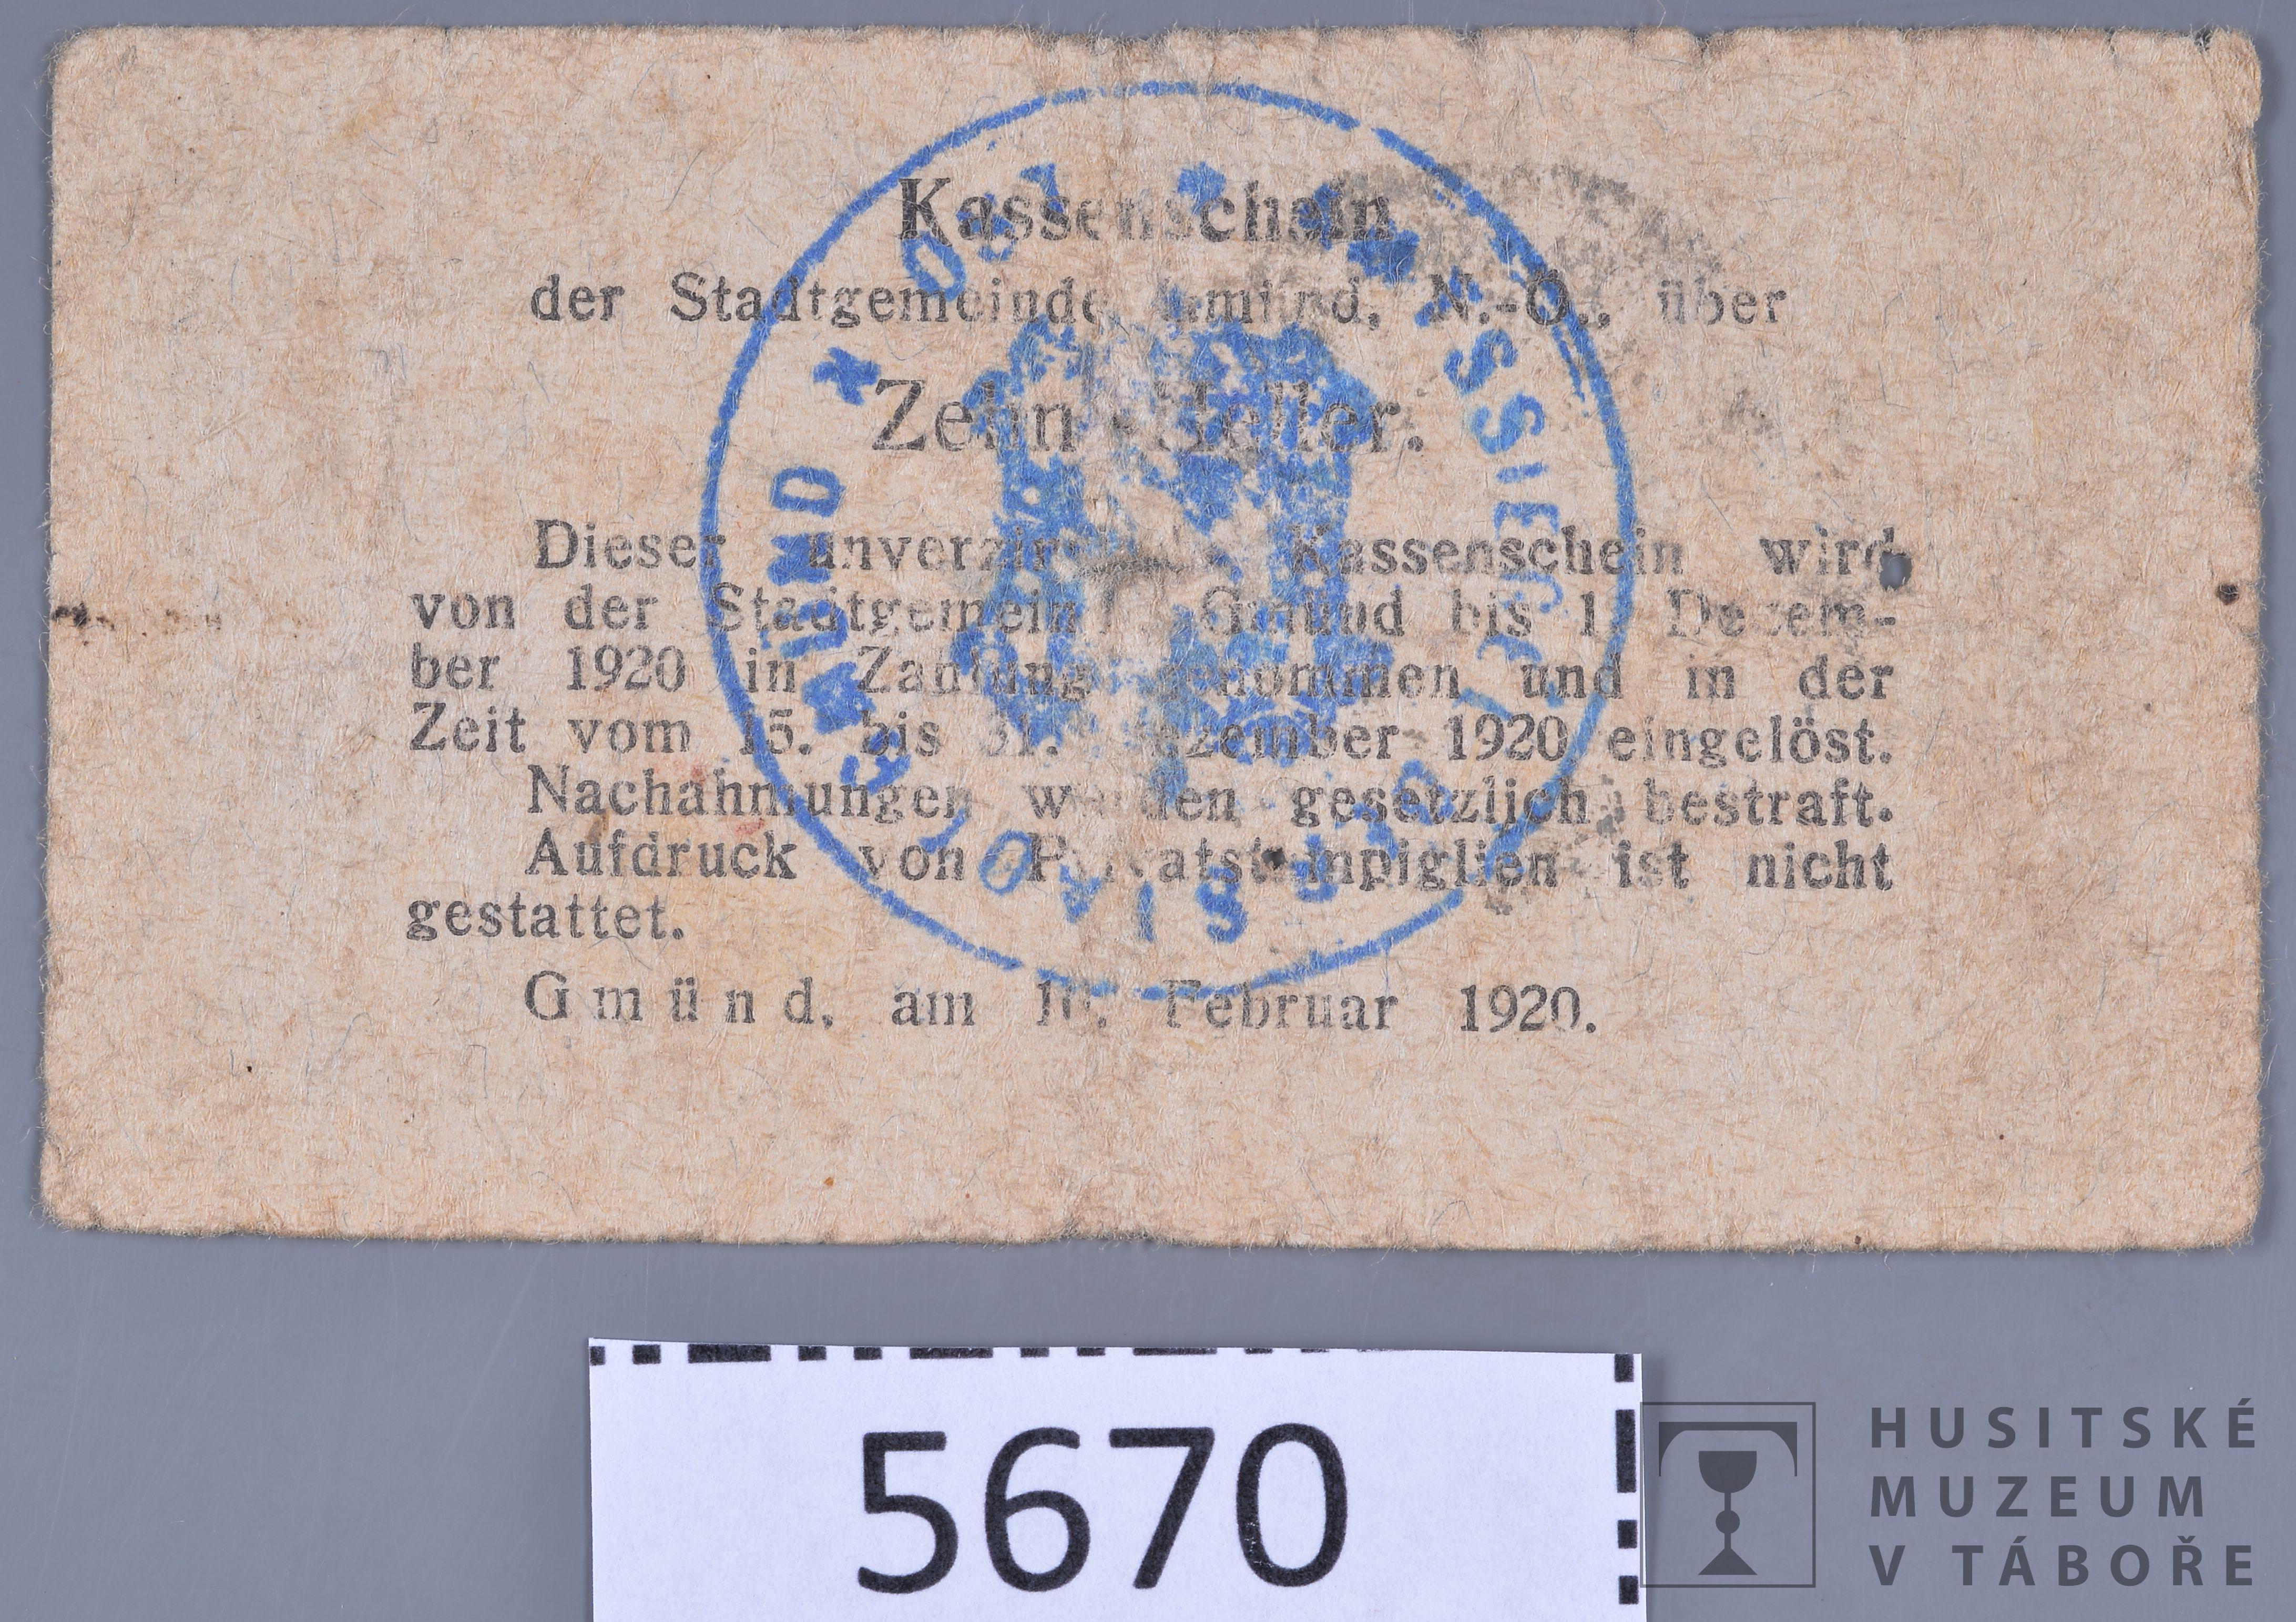 Kassenschein
der Stadtgemeinde Gmünd, N.-Ö., über
Zehn Heller.
Dieser Kassenschein wird
von der Stadtgemeinde Gmünd bis 1. Dezem-
ber 1920 in Zahlung genommen und in der
Zeit vom 15. bis 31. Dezember 1920 eingelöst.
Nachahmungen werden gesetzlich bestraft.
Aufdruck von Privatstampiglien ist nicht
gestattet.
Gmünd, am Februar 1920.
GMÜND
5670
HUSITSKÉ
MUZEUM
V TÁBOŘE